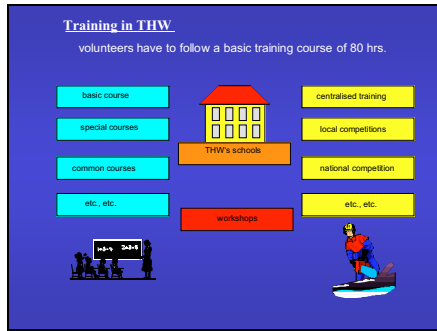 Training in THW
volunteers have to follow a basic training course of 80 hrs.
basic course
special courses
common courses
etc., etc.
THW's schools
workshops
centralised training
local competitions
national competition
etc., etc.